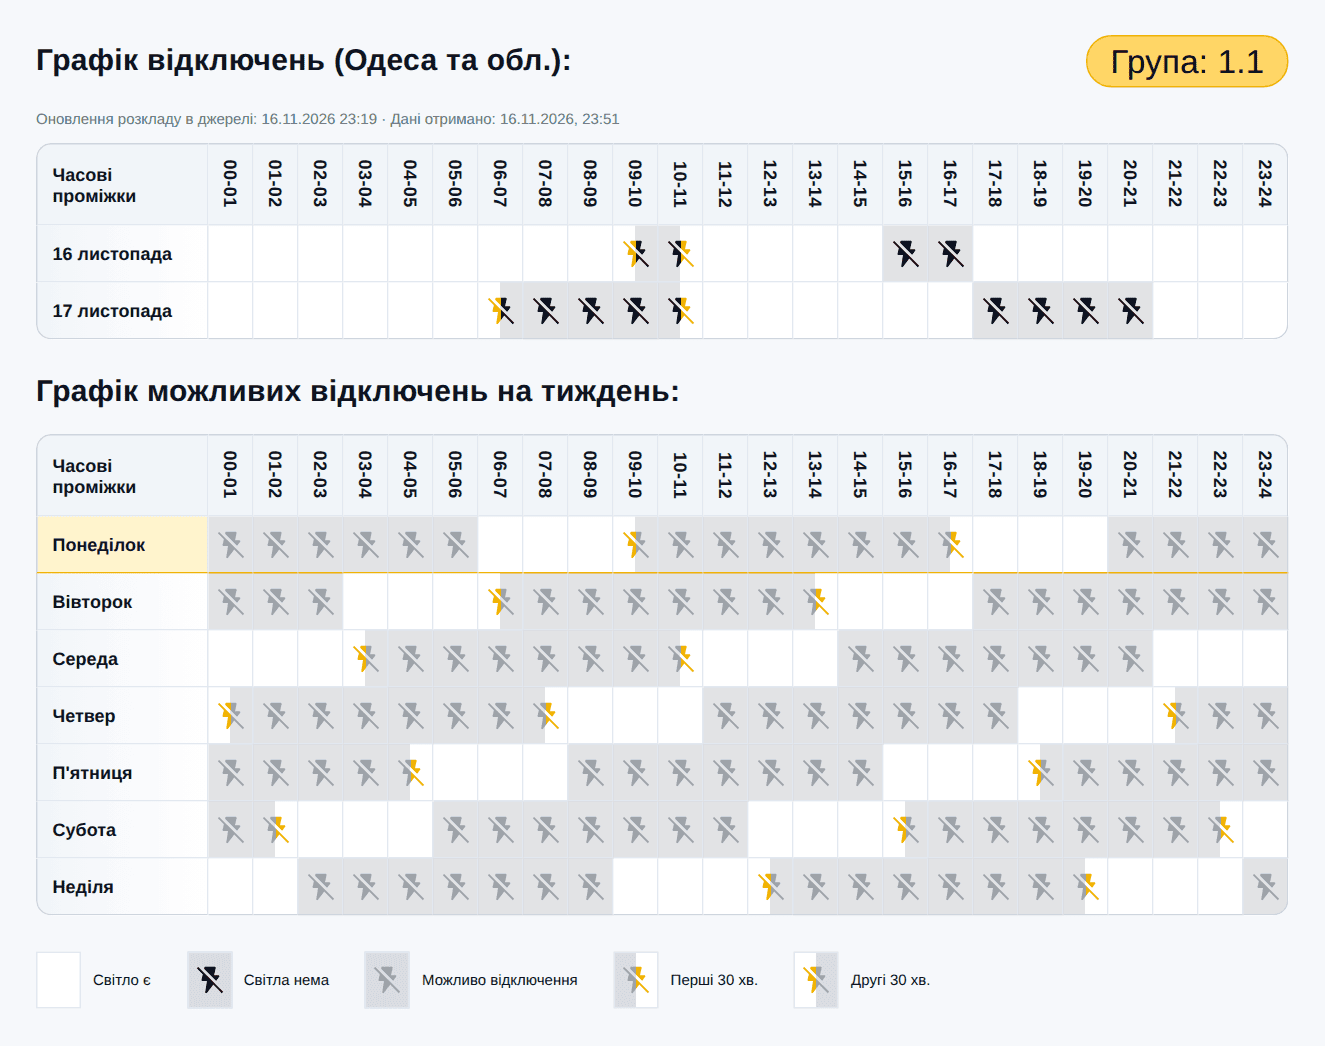 Графік відключень (Одеса та обл.):
Група: 1.1
Оновлення розкладу в джерелі: 16.11.2026 23:19 · Дані отримано: 16.11.2026, 23:51
Часові проміжки 00-01 01-02 02-03 03-04 04-05 05-06 06-07 07-08 08-09 09-10 10-11 11-12 12-13 13-14 14-15 15-16 16-17 17-18 18-19 19-20 20-21 21-22 22-23 23-24
16 листопада
17 листопада
Графік можливих відключень на тиждень:
Часові проміжки 00-01 01-02 02-03 03-04 04-05 05-06 06-07 07-08 08-09 09-10 10-11 11-12 12-13 13-14 14-15 15-16 16-17 17-18 18-19 19-20 20-21 21-22 22-23 23-24
Понеділок
Вівторок
Середа
Четвер
П'ятниця
Субота
Неділя
Світло є Світла нема Можливо відключення Перші 30 хв. Другі 30 хв.